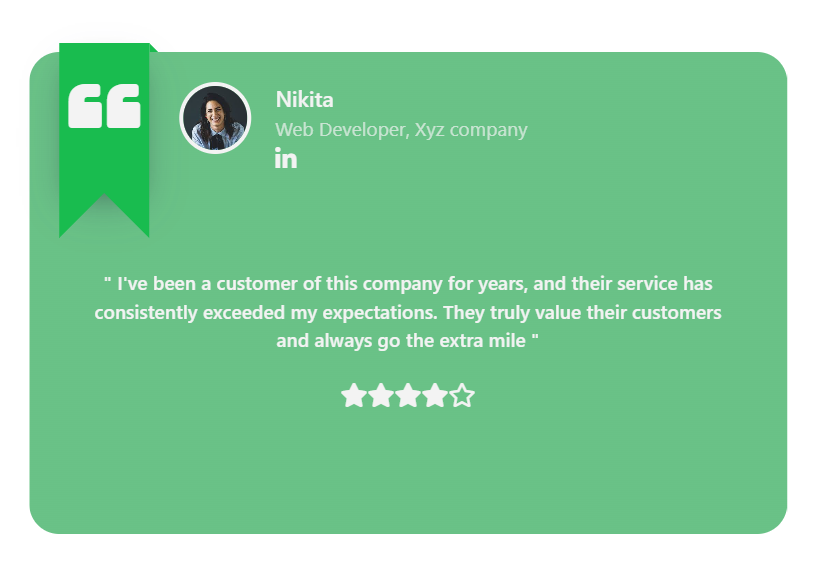 Nikita
Web Developer, Xyz company
in
" I've been a customer of this company for years, and their service has
consistently exceeded my expectations. They truly value their customers
and always go the extra mile "